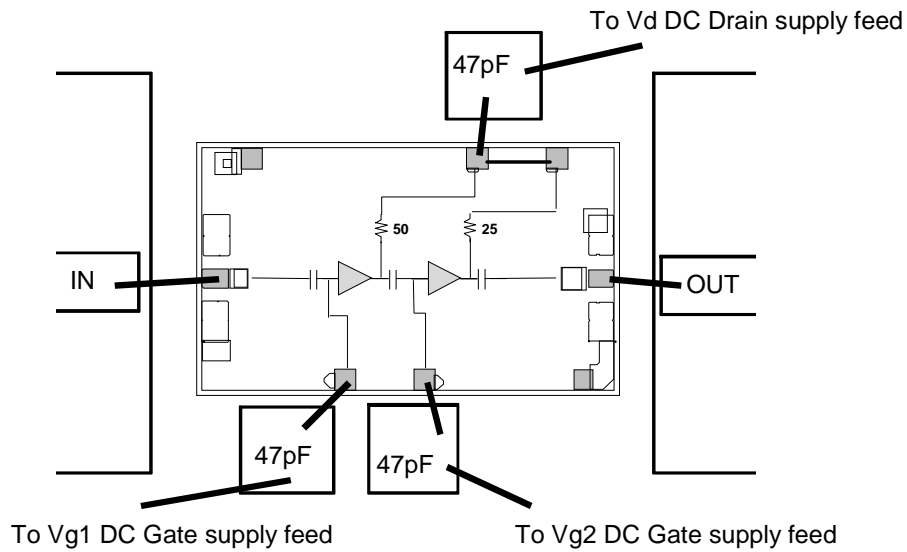 To Vd DC Drain supply feed
47pF
50
25
IN
OUT
47pF
47pF
To Vg1 DC Gate supply feed
To Vg2 DC Gate supply feed